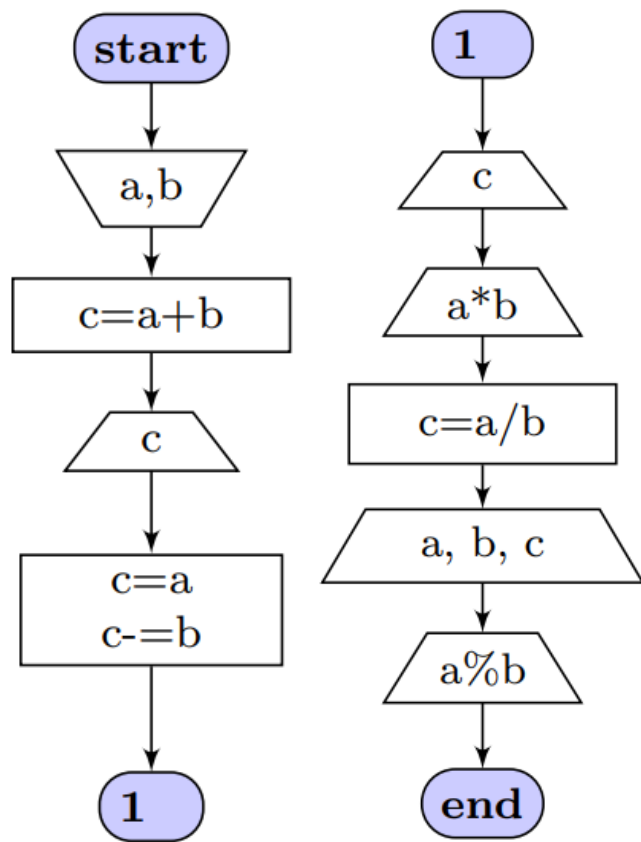 start
a,b
c=a+b
c
c=a
c-=b
1
1
c
a*b
c=a/b
a, b, c
a%b
end